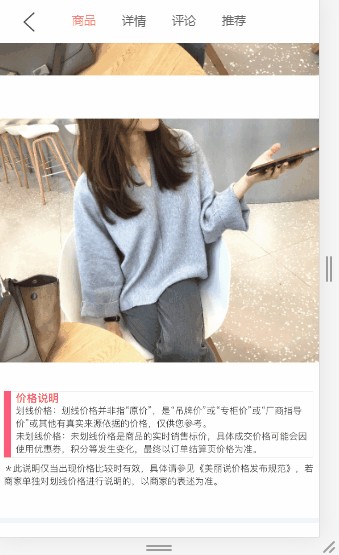 商品 详情 评论 推荐
价格说明
划线价格：划线价格并非指“原价”，是“吊牌价”或“专柜价”或“厂商指导
价”或其他有真实来源依据的价格，仅供您参考。
未划线价格：未划线价格是商品的实时销售标价，具体成交价格可能会因
使用优惠券，积分等发生变化，最终以订单结算页价格为准。
＊此说明仅当出现价格比较时有效，具体请参见《美丽说价格发布规范》，若
商家单独对划线价格进行说明的，以商家的表述为准。